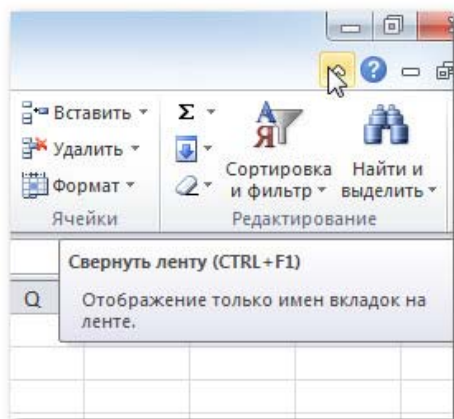 ?
Вставить
Удалить
Формат
Ячейки
Σ
А
Я
Сортировка
и фильтр
Найти и
выделить
Редактирование
Свернуть ленту (CTRL+F1)
Отображение только имен вкладок на
ленте.
Q